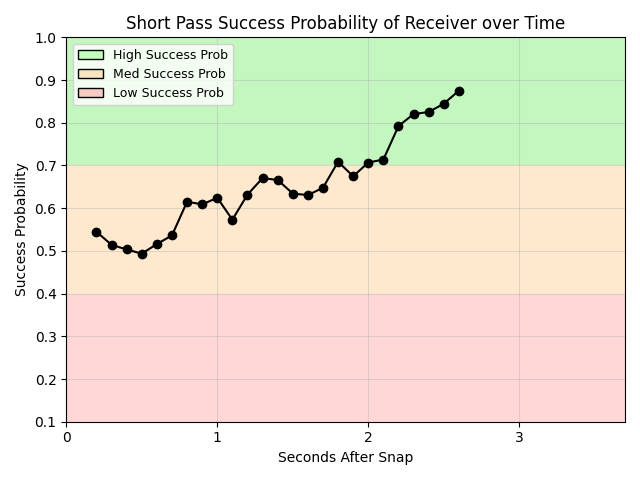 Short Pass Success Probability of Receiver over Time
High Success Prob
Med Success Prob
Low Success Prob
Success Probability
1.0
0.9
0.8
0.7
0.6
0.5
0.4
0.3
0.2
0.1
0 1 2 3
Seconds After Snap